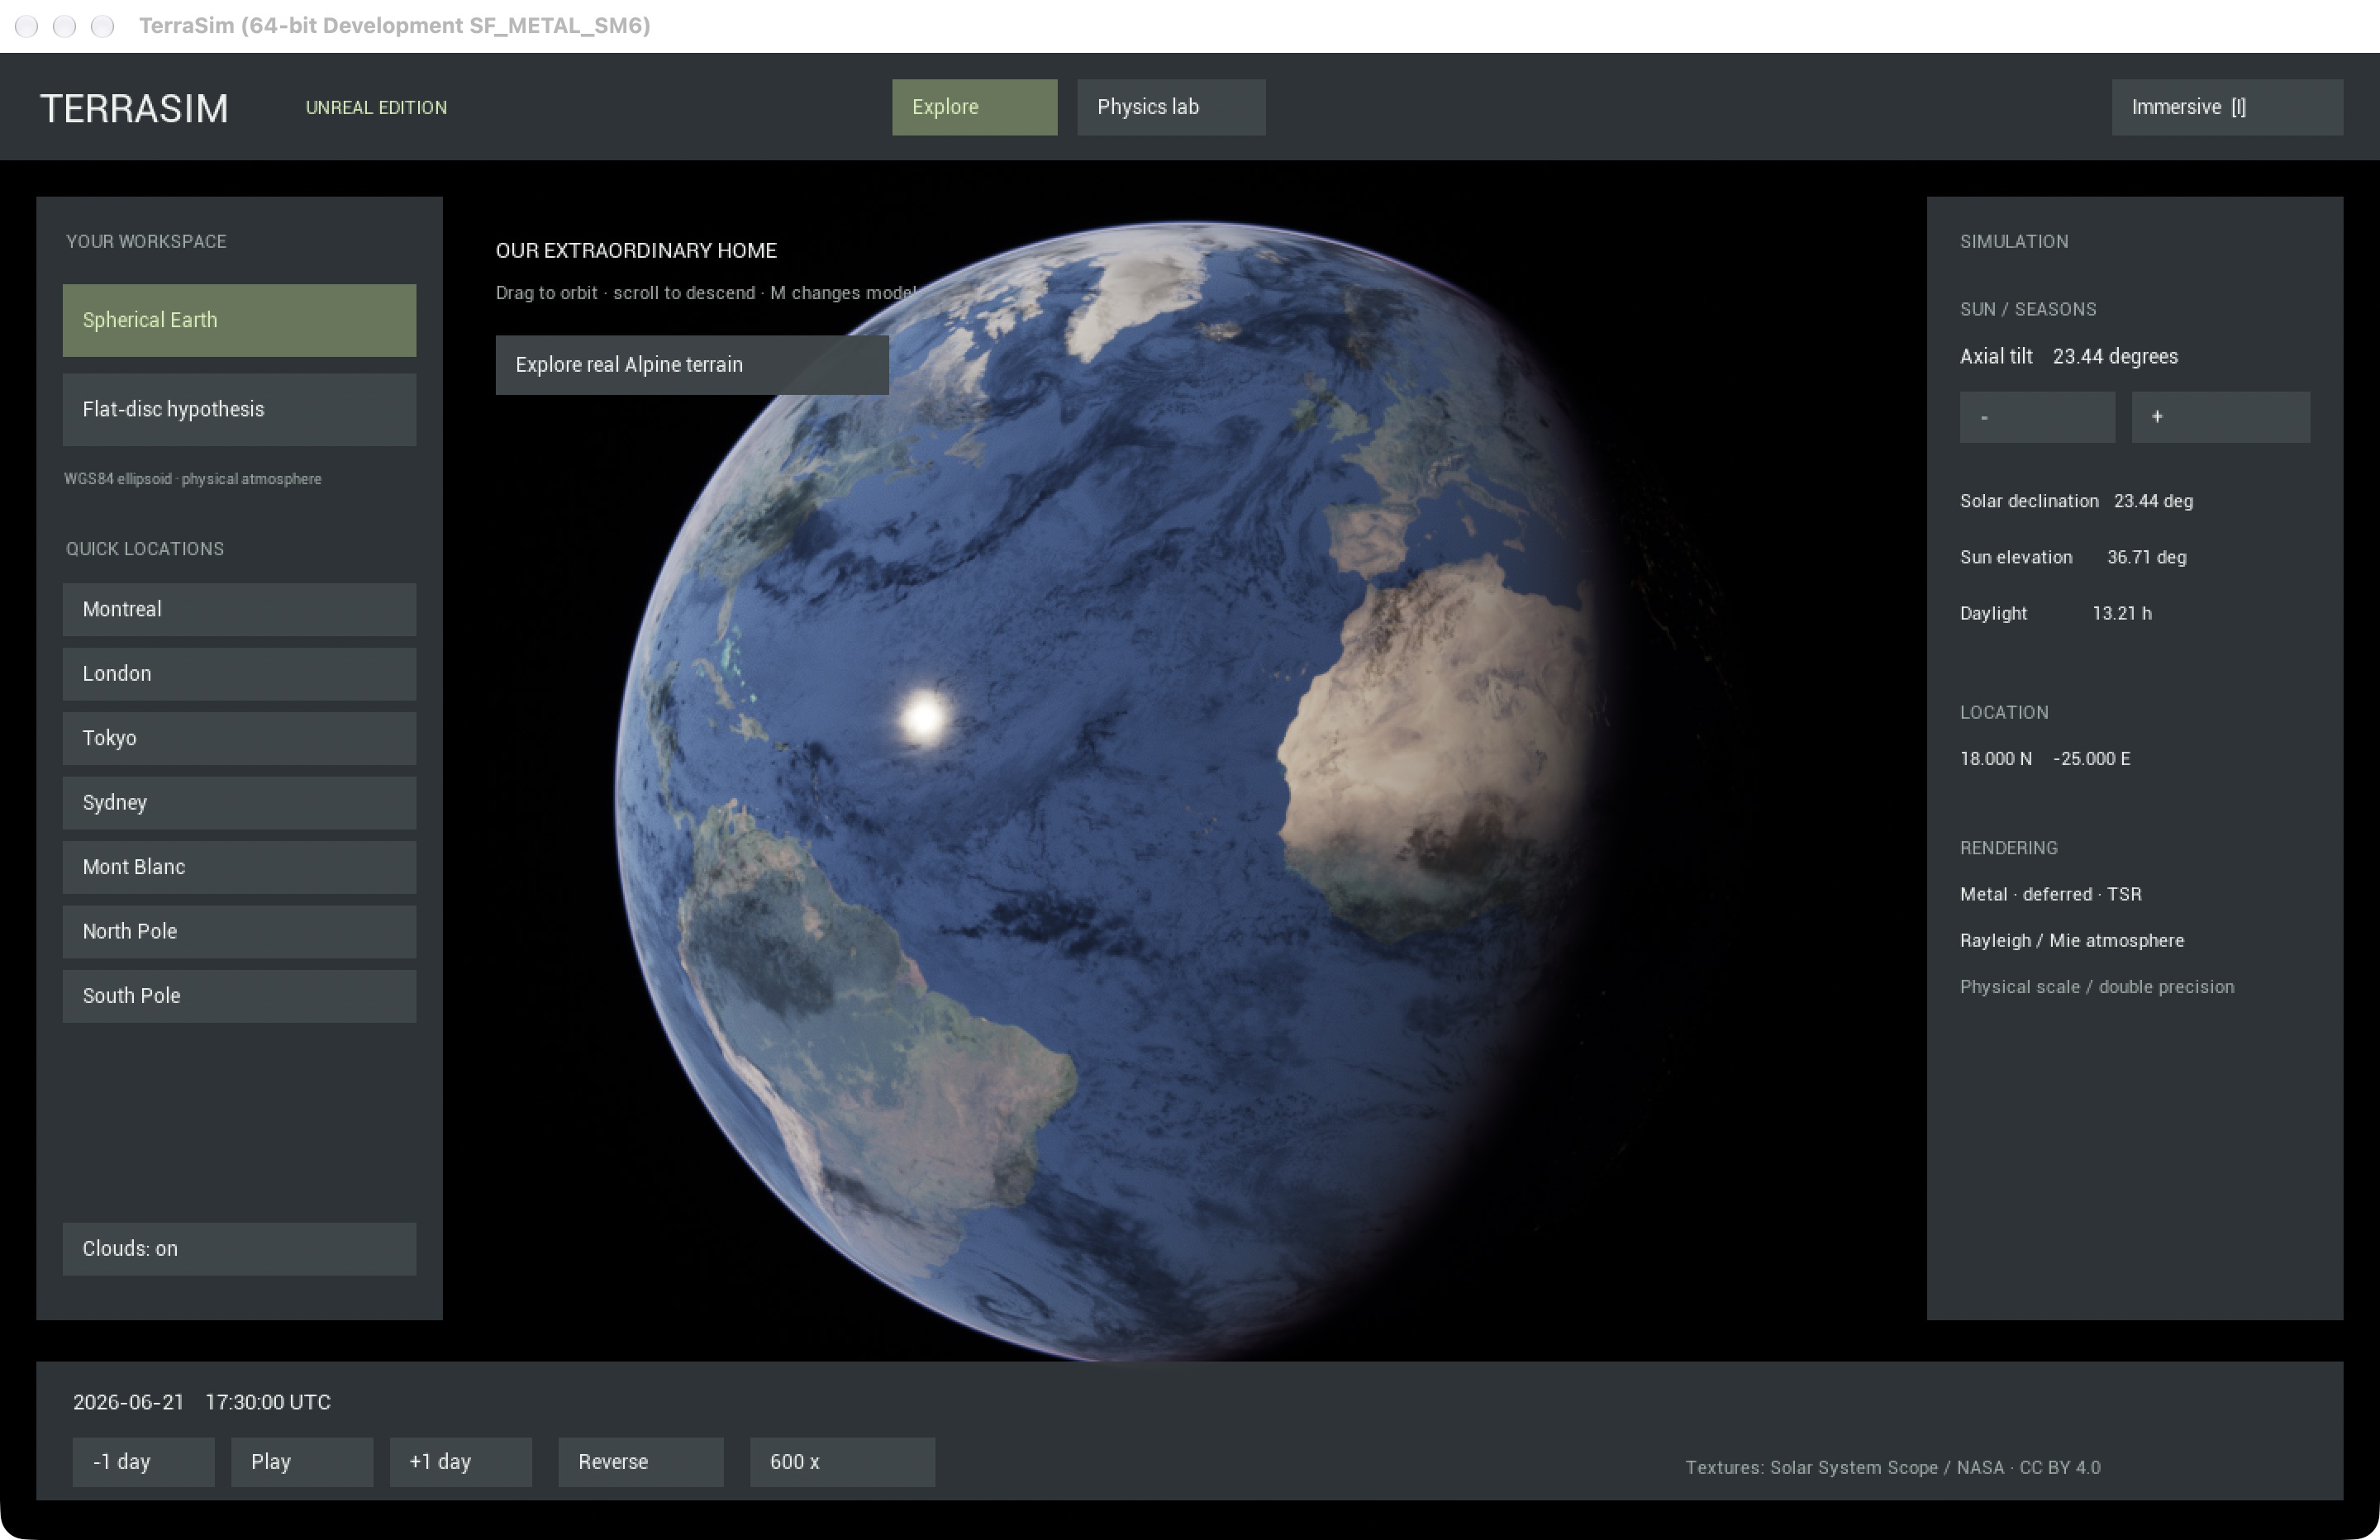 TerraSim (64-bit Development SF_METAL_SM6)
TERRASIM UNREAL EDITION Explore Physics lab Immersive [I]
YOUR WORKSPACE
Spherical Earth
Flat-disc hypothesis
WGS84 ellipsoid · physical atmosphere
QUICK LOCATIONS
Montreal
London
Tokyo
Sydney
Mont Blanc
North Pole
South Pole
Clouds: on
OUR EXTRAORDINARY HOME
Drag to orbit · scroll to descend · M changes model
Explore real Alpine terrain
SIMULATION
SUN / SEASONS
Axial tilt 23.44 degrees
- +
Solar declination 23.44 deg
Sun elevation 36.71 deg
Daylight 13.21 h
LOCATION
18.000 N -25.000 E
RENDERING
Metal · deferred · TSR
Rayleigh / Mie atmosphere
Physical scale / double precision
2026-06-21 17:30:00 UTC
-1 day Play +1 day Reverse 600 x
Textures: Solar System Scope / NASA · CC BY 4.0